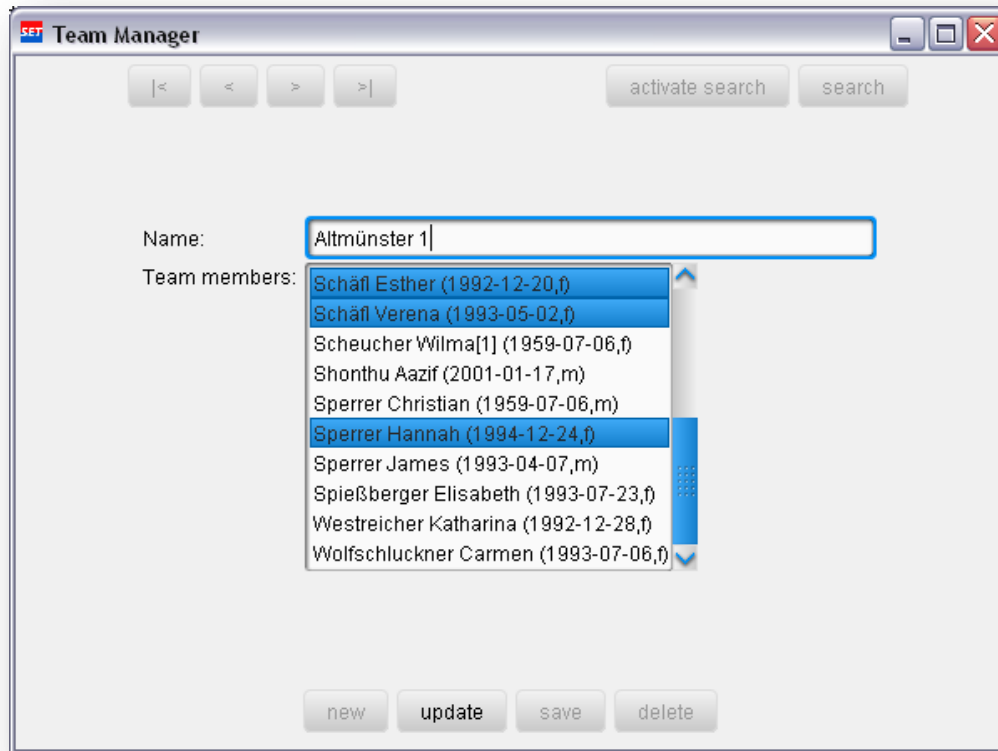 SET Team Manager
|< < > >| activate search search
Name: Altmünster 1
Team members:
Schäfl Esther (1992-12-20,f)
Schäfl Verena (1993-05-02,f)
Scheucher Wilma[1] (1959-07-06,f)
Shonthu Aazif (2001-01-17,m)
Sperrer Christian (1959-07-06,m)
Sperrer Hannah (1994-12-24,f)
Sperrer James (1993-04-07,m)
Spießberger Elisabeth (1993-07-23,f)
Westreicher Katharina (1992-12-28,f)
Wolfschluckner Carmen (1993-07-06,f)
new update save delete